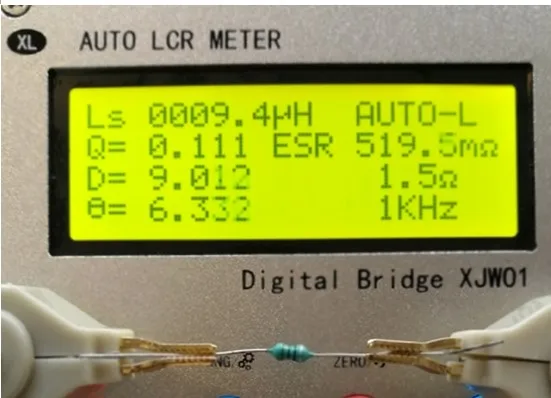 XL AUTO LCR METER
Ls 0009.4μH AUTO-L
Q= 0.111 ESR 519.5mΩ
D= 9.012 1.5Ω
θ= 6.332 1KHz
Digital Bridge XJW01
NG. ZERO